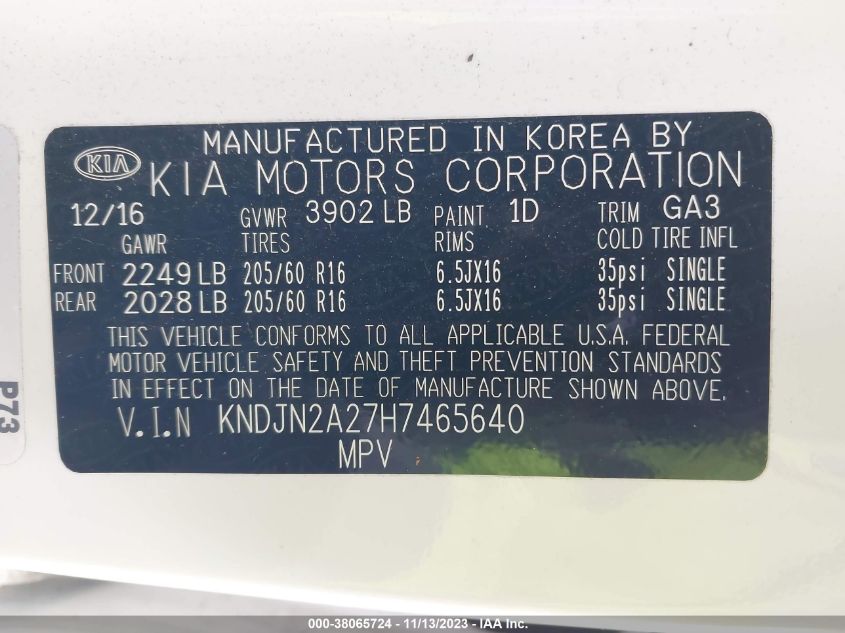 MANUFACTURED IN KOREA BY
KIA KIA MOTORS CORPORATION
12/16 GVWR 3902 LB PAINT 1D TRIM GA3
GAWR TIRES RIMS COLD TIRE INFL
FRONT 2249 LB 205/60 R16 6.5JX16 35psi SINGLE
REAR 2028 LB 205/60 R16 6.5JX16 35psi SINGLE
THIS VEHICLE CONFORMS TO ALL APPLICABLE U.S.A. FEDERAL
MOTOR VEHICLE SAFETY AND THEFT PREVENTION STANDARDS
IN EFFECT ON THE DATE OF MANUFACTURE SHOWN ABOVE.
V.I.N KNDJN2A27H7465640
MPV
P73
000-38065724 - 11/13/2023 - IAA Inc.